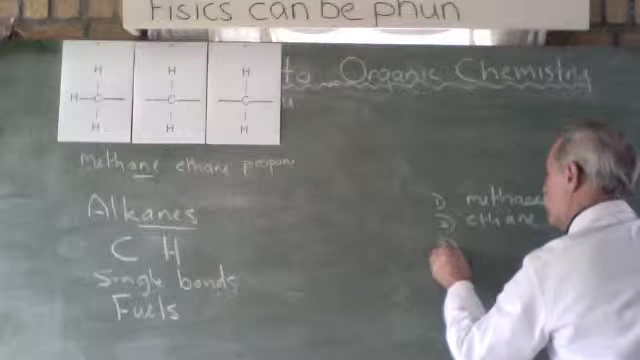 Fisics can be phun
to Organic Chemistry
H H H
H C C C
H H H
Methane ethane propane
Alkanes
C H
Single bonds
Fuels
1) methane
2) ethane